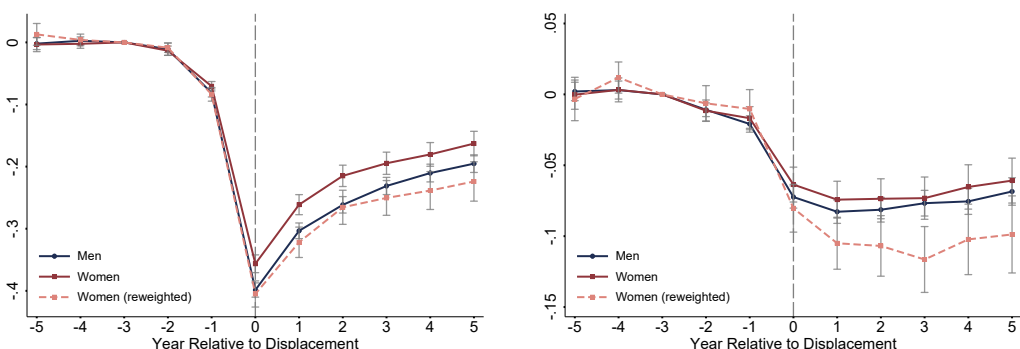 0
-.1
-.2
-.3
-.4
Men
Women
Women (reweighted)
-5 -4 -3 -2 -1 0 1 2 3 4 5
Year Relative to Displacement
.05
0
-.05
-.1
-.15
Men
Women
Women (reweighted)
-5 -4 -3 -2 -1 0 1 2 3 4 5
Year Relative to Displacement